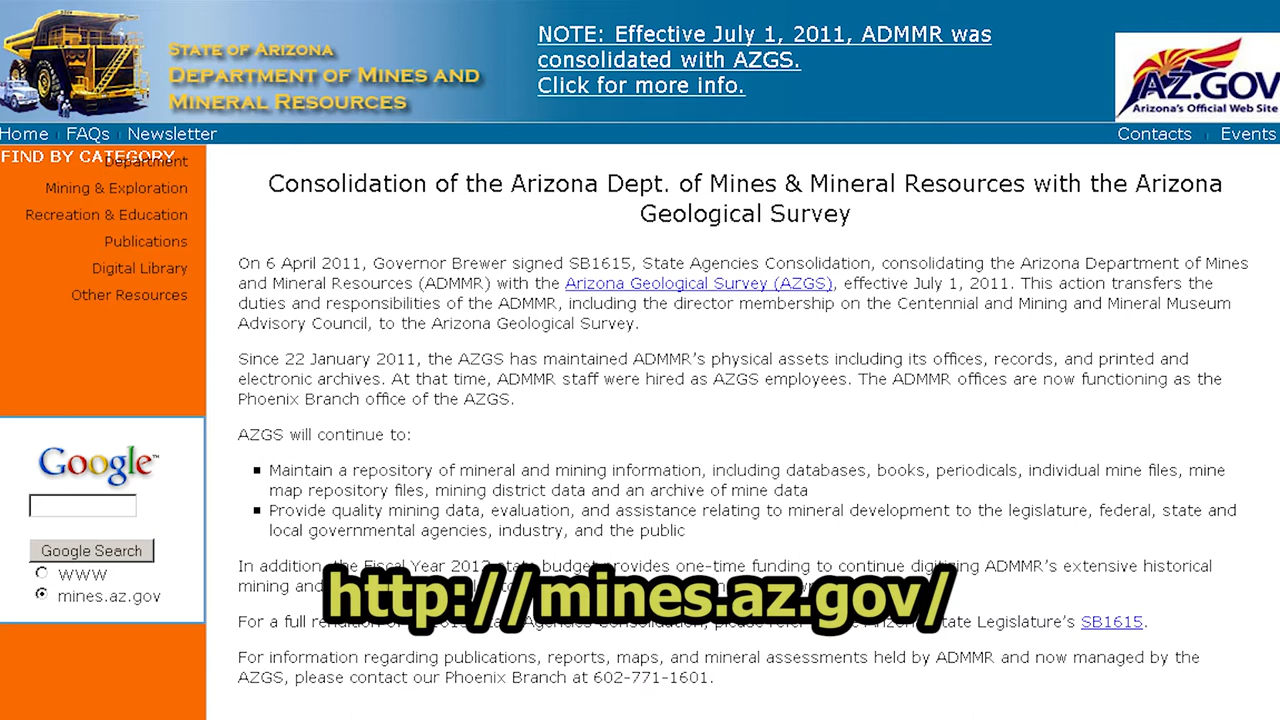 STATE OF ARIZONA
DEPARTMENT OF MINES AND
MINERAL RESOURCES
NOTE: Effective July 1, 2011, ADMMR was
consolidated with AZGS.
Click for more info.
AZ.GOV
Arizona's Official Web Site
Home FAQs Newsletter
Contacts Events
FIND BY CATEGORY
Department
Mining & Exploration
Recreation & Education
Publications
Digital Library
Other Resources
Google™
Google Search
WWW
mines.az.gov
Consolidation of the Arizona Dept. of Mines & Mineral Resources with the Arizona
Geological Survey
On 6 April 2011, Governor Brewer signed SB1615, State Agencies Consolidation, consolidating the Arizona Department of Mines
and Mineral Resources (ADMMR) with the Arizona Geological Survey (AZGS), effective July 1, 2011. This action transfers the
duties and responsibilities of the ADMMR, including the director membership on the Centennial and Mining and Mineral Museum
Advisory Council, to the Arizona Geological Survey.
Since 22 January 2011, the AZGS has maintained ADMMR's physical assets including its offices, records, and printed and
electronic archives. At that time, ADMMR staff were hired as AZGS employees. The ADMMR offices are now functioning as the
Phoenix Branch office of the AZGS.
AZGS will continue to:
Maintain a repository of mineral and mining information, including databases, books, periodicals, individual mine files, mine
map repository files, mining district data and an archive of mine data
Provide quality mining data, evaluation, and assistance relating to mineral development to the legislature, federal, state and
local governmental agencies, industry, and the public
In addition, the Fiscal Year 2012 state budget provides one-time funding to continue digitizing ADMMR's extensive historical
mining and
http://mines.az.gov/
For a full rendition of Agencies Consolidation, please State Legislature's SB1615.
For information regarding publications, reports, maps, and mineral assessments held by ADMMR and now managed by the
AZGS, please contact our Phoenix Branch at 602-771-1601.